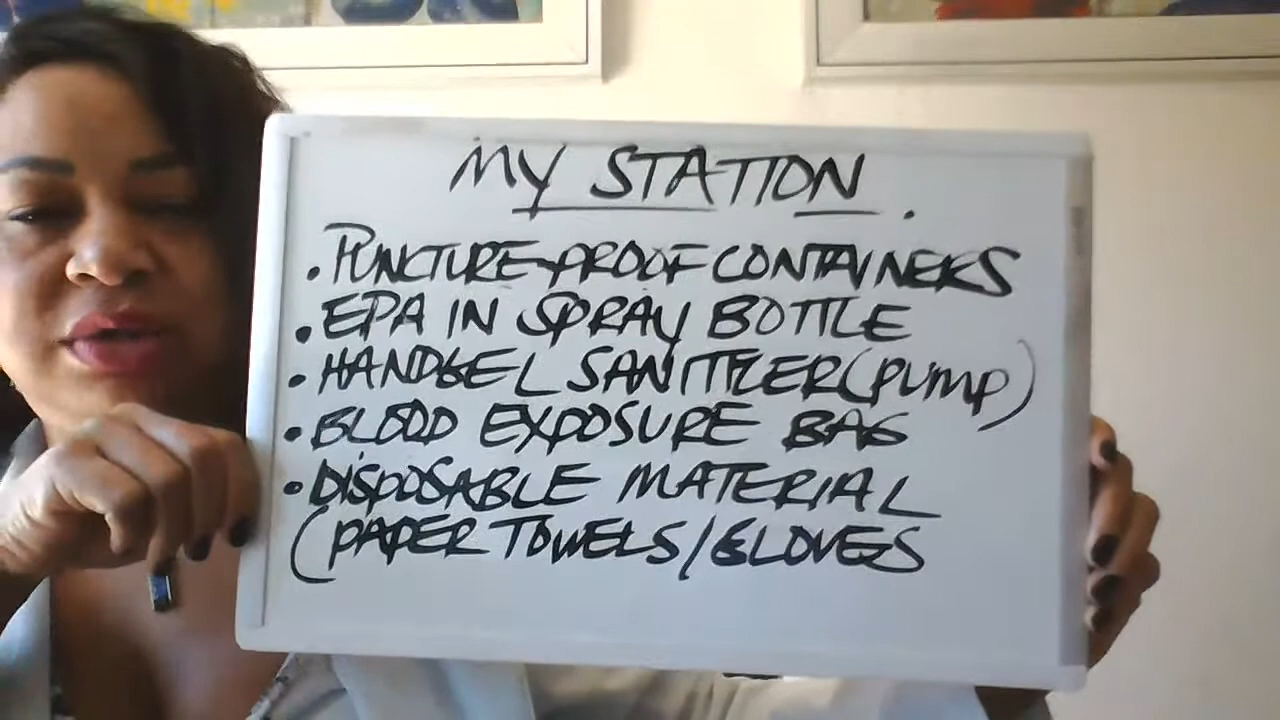 MY STATION.
• PUNCTURE-PROOF CONTAINERS
• EPA IN SPRAY BOTTLE
• HANDGEL SANITIZER (PUMP)
• BLOOD EXPOSURE BAG
• DISPOSABLE MATERIAL
(PAPER TOWELS/GLOVES